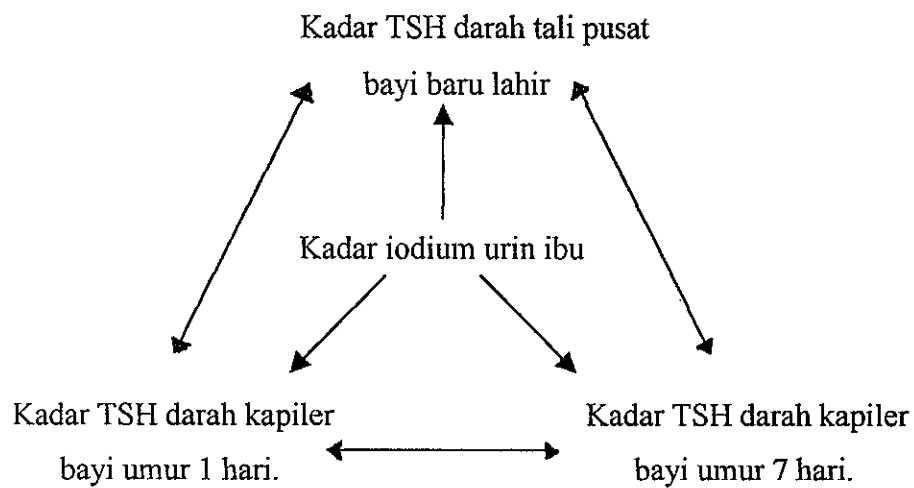 Kadar TSH darah tali pusat
bayi baru lahir
Kadar iodium urin ibu
Kadar TSH darah kapiler
bayi umur 1 hari.
Kadar TSH darah kapiler
bayi umur 7 hari.